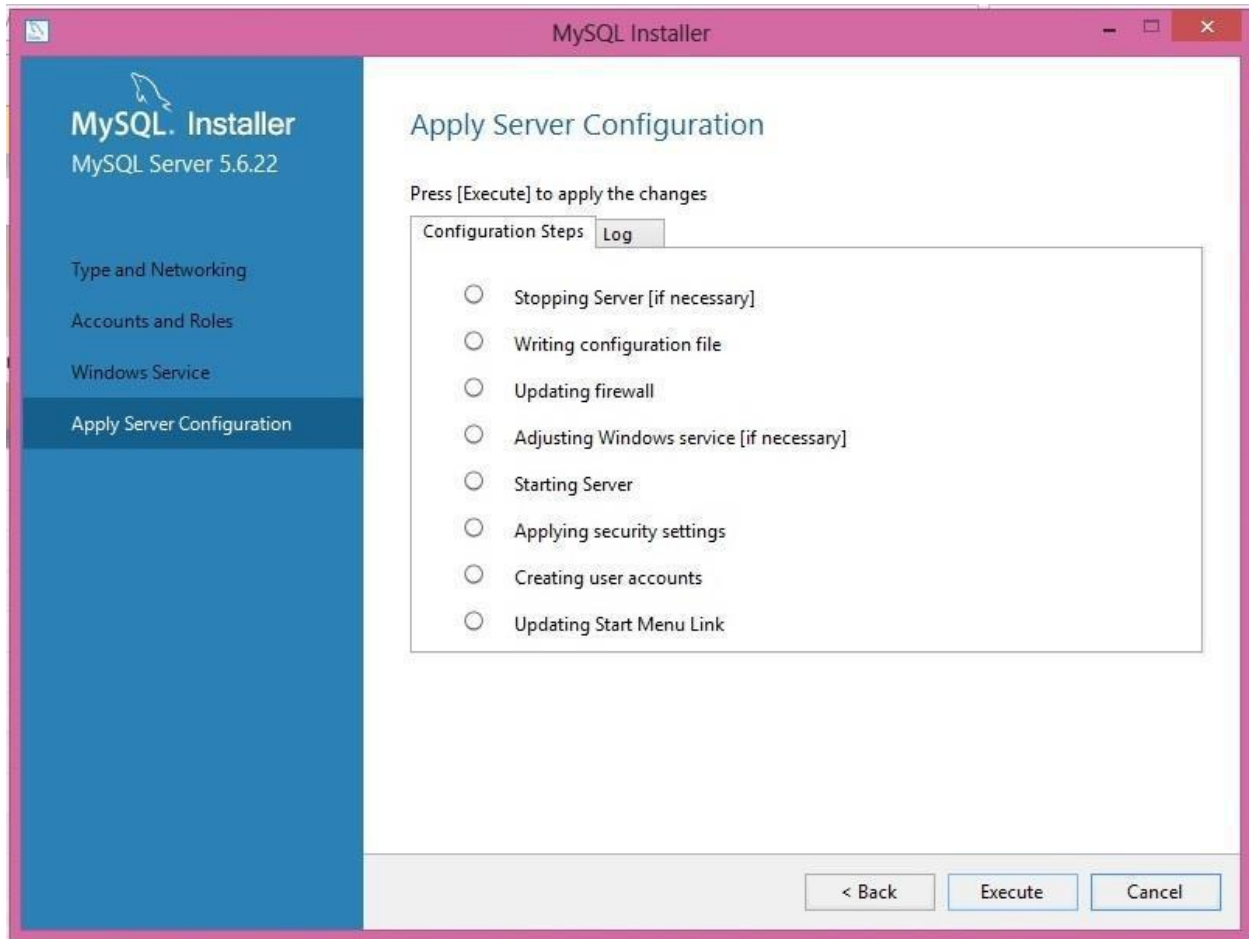 MySQL Installer
MySQL. Installer
MySQL Server 5.6.22
Type and Networking
Accounts and Roles
Windows Service
Apply Server Configuration
Apply Server Configuration
Press [Execute] to apply the changes
Configuration Steps Log
Stopping Server [if necessary]
Writing configuration file
Updating firewall
Adjusting Windows service [if necessary]
Starting Server
Applying security settings
Creating user accounts
Updating Start Menu Link
< Back Execute Cancel